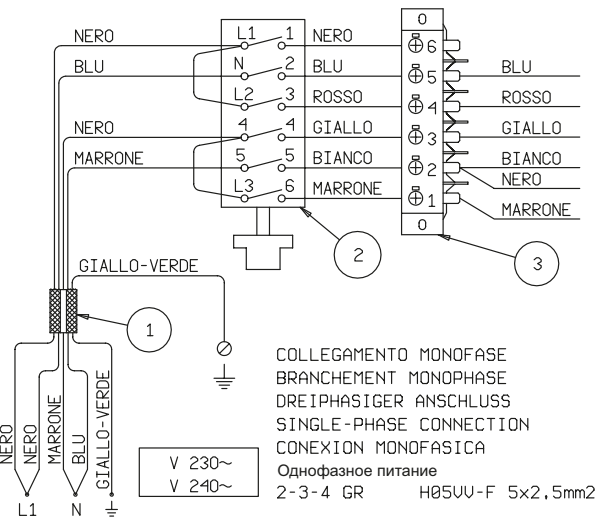 0
NERO L1 1 NERO 6
BLU N 2 BLU 5 BLU
L2 3 ROSSO 4 ROSSO
NERO 4 4 GIALLO 3 GIALLO
MARRONE 5 5 BIANCO 2 BIANCO
NERO
L3 6 MARRONE 1 MARRONE
0
2
3
GIALLO-VERDE
1
NERO NERO MARRONE BLU GIALLO-VERDE
L1 N
V 230~
V 240~
COLLEGAMENTO MONOFASE
BRANCHEMENT MONOPHASE
DREIPHASIGER ANSCHLUSS
SINGLE-PHASE CONNECTION
CONEXION MONOFASICA
Однофазное питание
2-3-4 GR H05VV-F 5x2,5mm2